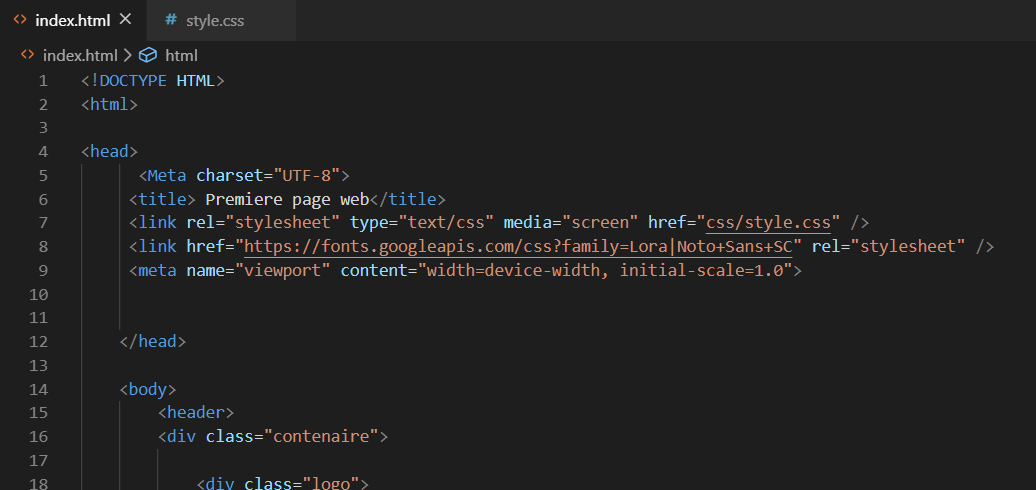 index.html
style.css
index.html > html
1 <!DOCTYPE HTML>
2 <html>
3
4 <head>
5 <Meta charset="UTF-8">
6 <title> Premiere page web</title>
7 <link rel="stylesheet" type="text/css" media="screen" href="css/style.css" />
8 <link href="https://fonts.googleapis.com/css?family=Lora|Noto+Sans+SC" rel="stylesheet" />
9 <meta name="viewport" content="width=device-width, initial-scale=1.0">
10
11
12 </head>
13
14 <body>
15 <header>
16 <div class="contenaire">
17
18 <div class="logo">